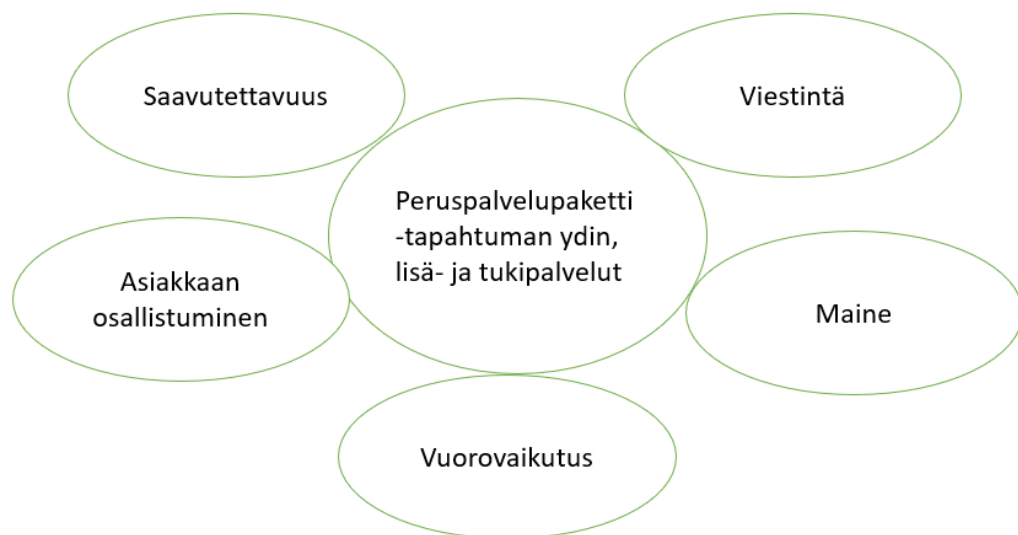 Saavutettavuus
Viestintä
Peruspalvelupaketti
-tapahtuman ydin,
lisä- ja tukipalvelut
Asiakkaan
osallistuminen
Maine
Vuorovaikutus